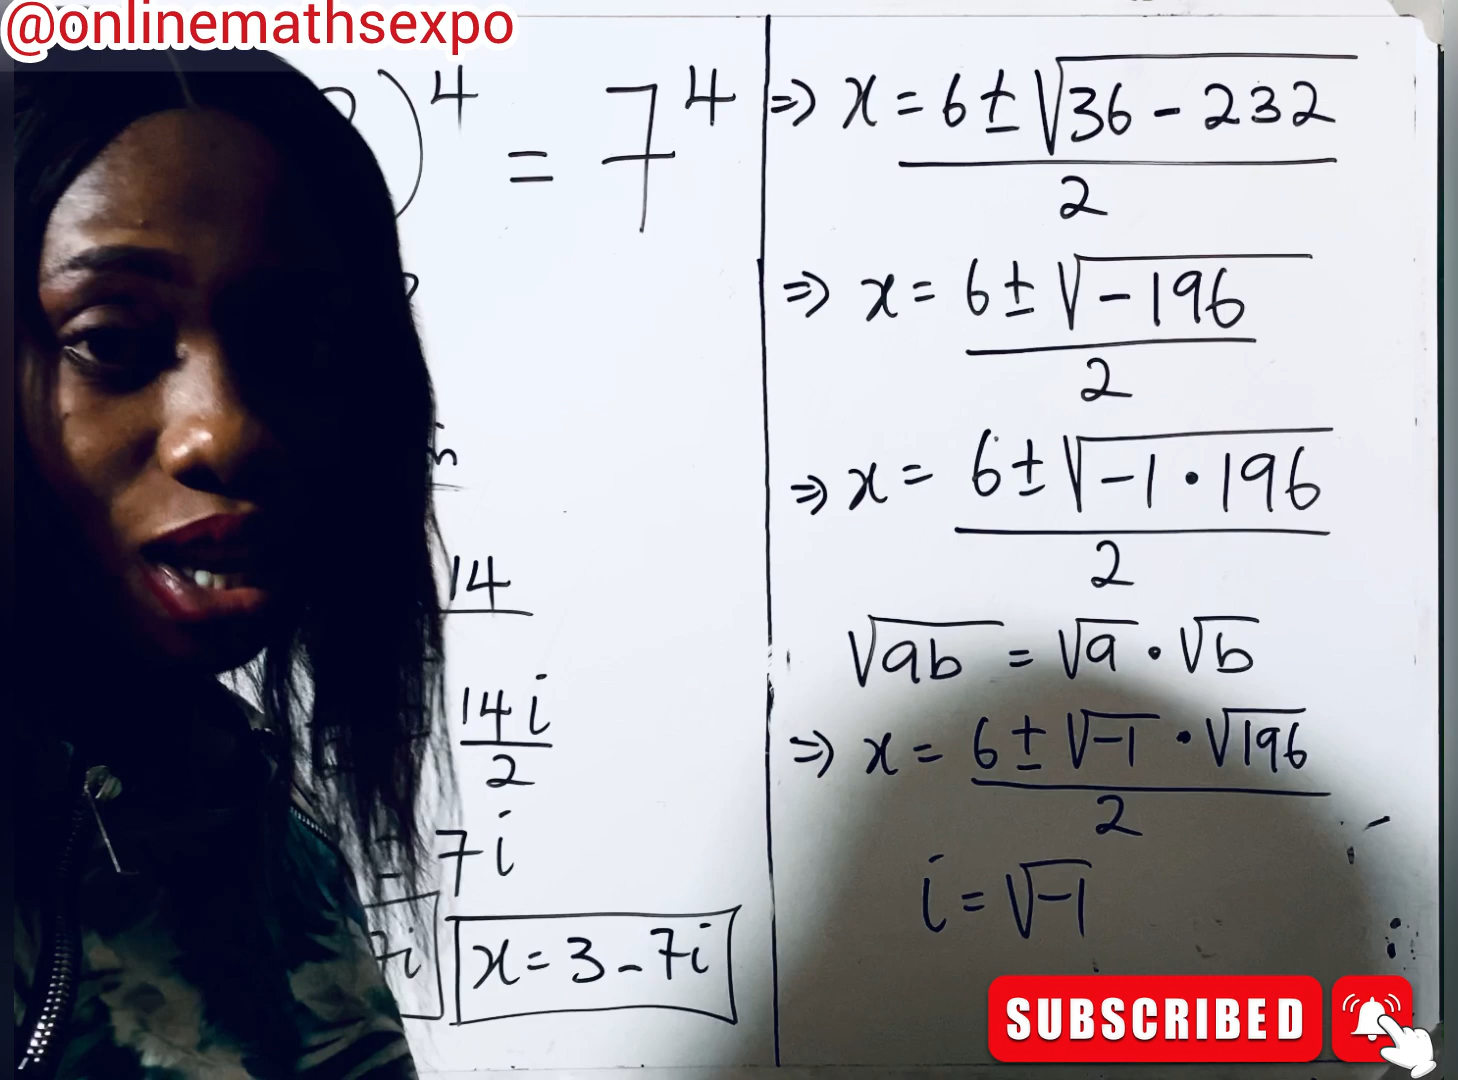 @onlinemathsexpo
)⁴ = 7⁴
14
14i
2
7i
7i
x = 3 - 7i
⇒ x = 6 ± √36 - 232
2
⇒ x = 6 ± √-196
2
⇒ x = 6 ± √-1 · 196
2
√ab = √a · √b
⇒ x = 6 ± √-1 · √196
2
i = √-1
SUBSCRIBED